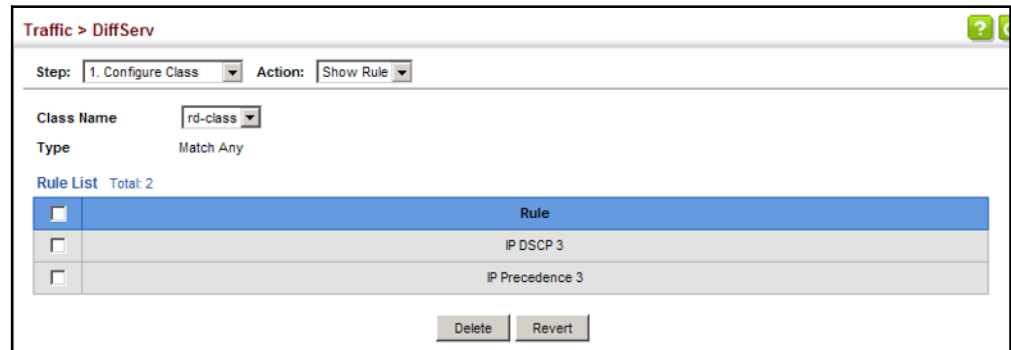 Traffic > DiffServ
?
Step: 1. Configure Class Action: Show Rule
Class Name rd-class
Type Match Any
Rule List Total: 2
Rule
IP DSCP 3
IP Precedence 3
Delete Revert